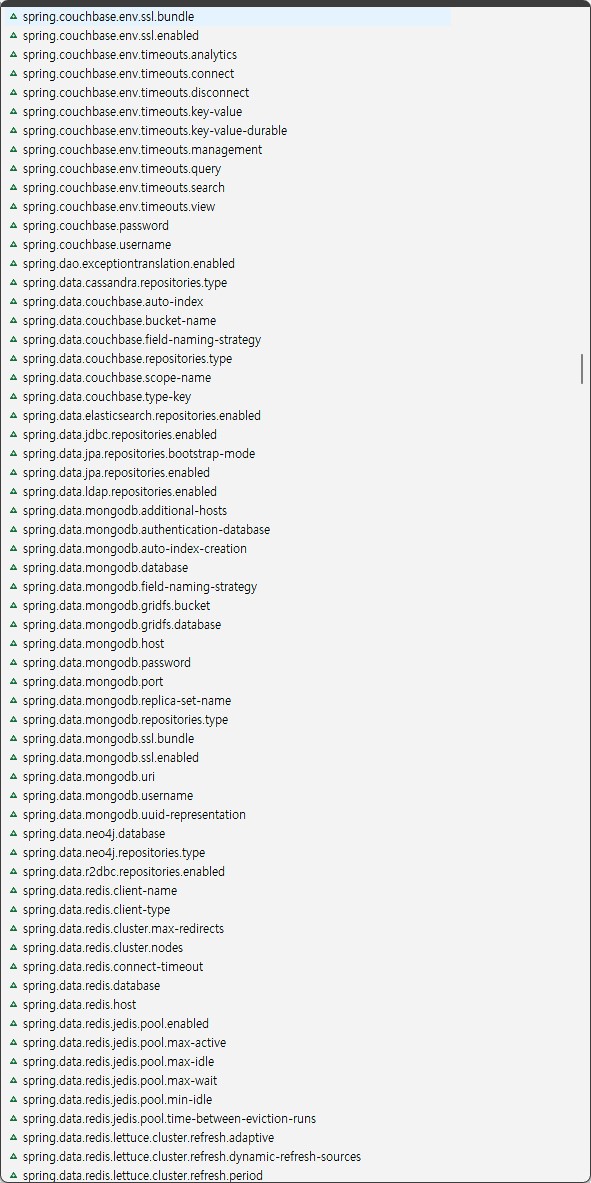 spring.couchbase.env.ssl.bundle
spring.couchbase.env.ssl.enabled
spring.couchbase.env.timeouts.analytics
spring.couchbase.env.timeouts.connect
spring.couchbase.env.timeouts.disconnect
spring.couchbase.env.timeouts.key-value
spring.couchbase.env.timeouts.key-value-durable
spring.couchbase.env.timeouts.management
spring.couchbase.env.timeouts.query
spring.couchbase.env.timeouts.search
spring.couchbase.env.timeouts.view
spring.couchbase.password
spring.couchbase.username
spring.dao.exceptiontranslation.enabled
spring.data.cassandra.repositories.type
spring.data.couchbase.auto-index
spring.data.couchbase.bucket-name
spring.data.couchbase.field-naming-strategy
spring.data.couchbase.repositories.type
spring.data.couchbase.scope-name
spring.data.couchbase.type-key
spring.data.elasticsearch.repositories.enabled
spring.data.jdbc.repositories.enabled
spring.data.jpa.repositories.bootstrap-mode
spring.data.jpa.repositories.enabled
spring.data.ldap.repositories.enabled
spring.data.mongodb.additional-hosts
spring.data.mongodb.authentication-database
spring.data.mongodb.auto-index-creation
spring.data.mongodb.database
spring.data.mongodb.field-naming-strategy
spring.data.mongodb.gridfs.bucket
spring.data.mongodb.gridfs.database
spring.data.mongodb.host
spring.data.mongodb.password
spring.data.mongodb.port
spring.data.mongodb.replica-set-name
spring.data.mongodb.repositories.type
spring.data.mongodb.ssl.bundle
spring.data.mongodb.ssl.enabled
spring.data.mongodb.uri
spring.data.mongodb.username
spring.data.mongodb.uuid-representation
spring.data.neo4j.database
spring.data.neo4j.repositories.type
spring.data.r2dbc.repositories.enabled
spring.data.redis.client-name
spring.data.redis.client-type
spring.data.redis.cluster.max-redirects
spring.data.redis.cluster.nodes
spring.data.redis.connect-timeout
spring.data.redis.database
spring.data.redis.host
spring.data.redis.jedis.pool.enabled
spring.data.redis.jedis.pool.max-active
spring.data.redis.jedis.pool.max-idle
spring.data.redis.jedis.pool.max-wait
spring.data.redis.jedis.pool.min-idle
spring.data.redis.jedis.pool.time-between-eviction-runs
spring.data.redis.lettuce.cluster.refresh.adaptive
spring.data.redis.lettuce.cluster.refresh.dynamic-refresh-sources
spring.data.redis.lettuce.cluster.refresh.period